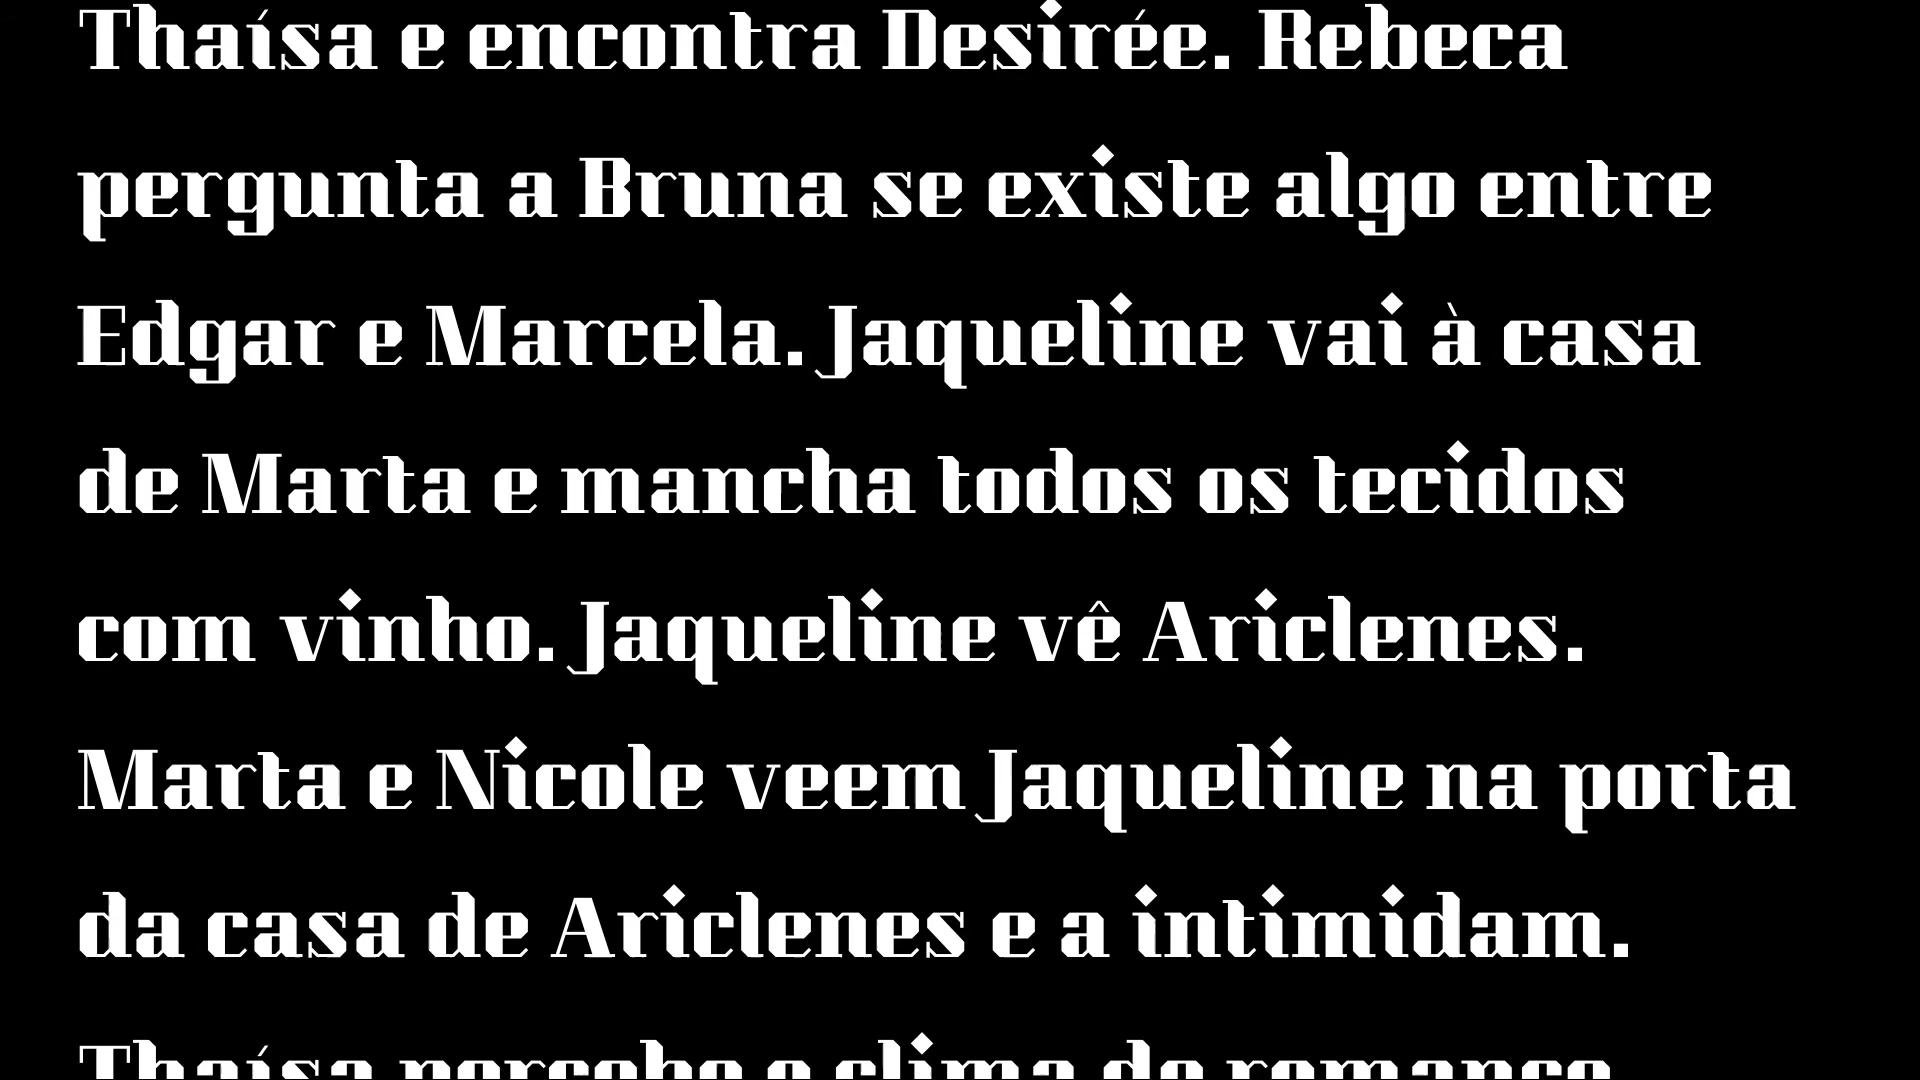 Thaísa e encontra Desirée. Rebeca
pergunta a Bruna se existe algo entre
Edgar e Marcela. Jaqueline vai à casa
de Marta e mancha todos os tecidos
com vinho. Jaqueline vê Ariclenes.
Marta e Nicole veem Jaqueline na porta
da casa de Ariclenes e a intimidam.
Thaísa percebe o clima de romance